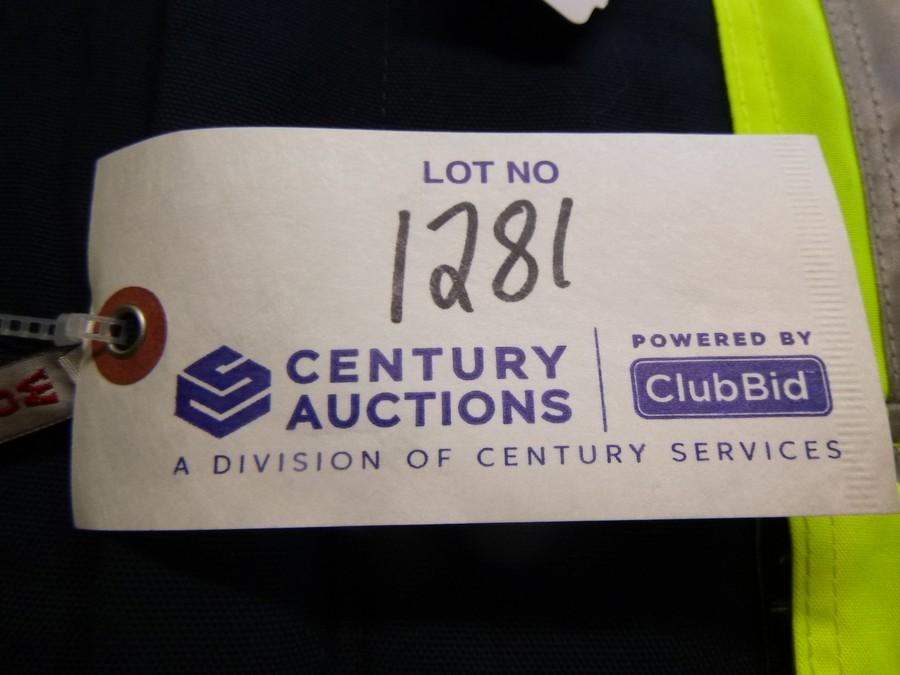 LOT NO
1281
CENTURY
AUCTIONS
POWERED BY
ClubBid
A DIVISION OF CENTURY SERVICES